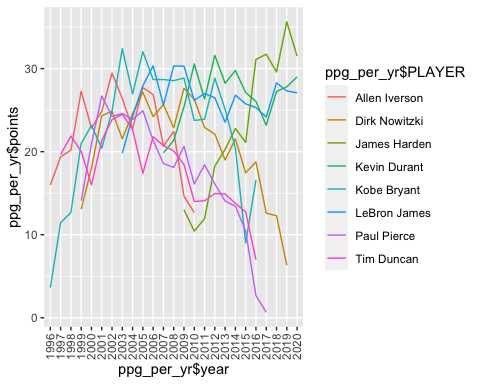 ppg_per_yr$points
30
20
10
0
1996
1997
1998
1999
2000
2001
2002
2003
2004
2005
2006
2007
2008
2009
2010
2011
2012
2013
2014
2015
2016
2017
2018
2019
2020
ppg_per_yr$year
ppg_per_yr$PLAYER
Allen Iverson
Dirk Nowitzki
James Harden
Kevin Durant
Kobe Bryant
LeBron James
Paul Pierce
Tim Duncan